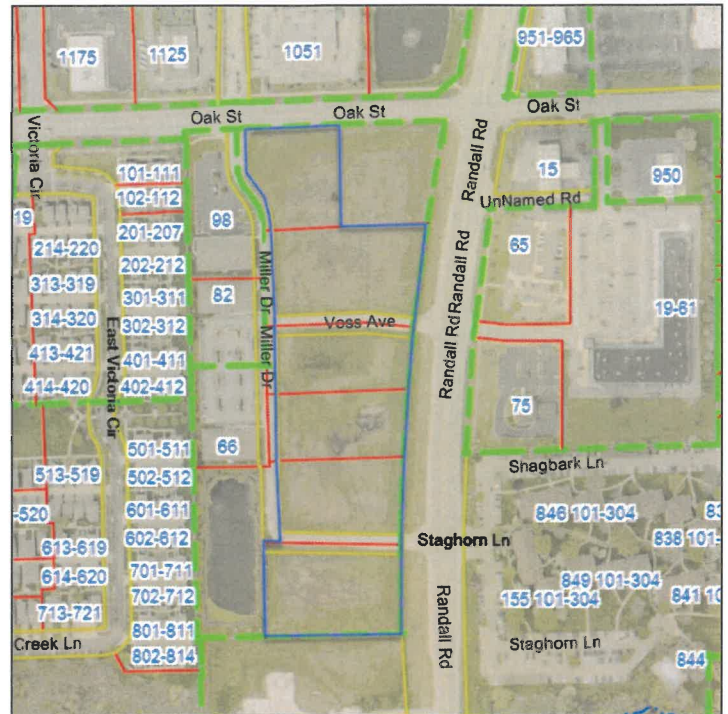 1175
1125
1051
951-965
Oak St
Oak St
Oak St
Victoria Cir
101-111
102-112
19
98
201-207
214-220
202-212
313-319
301-311
82
314-320
302-312
413-421
401-411
414-420
402-412
East Victoria Cir
Miller Dr
Miller Dr
Voss Ave
Randall Rd
Randall Rd
Randall Rd
15
950
UnNamed Rd
65
19-61
75
66
501-511
513-519
502-512
-520
601-611
613-619
602-612
614-620
701-711
713-721
702-712
Creek Ln
801-811
802-814
Shagbark Ln
846 101-304
83
Staghorn Ln
838 101-
849 101-304
155 101-304
841 10
Randall Rd
Staghorn Ln
844